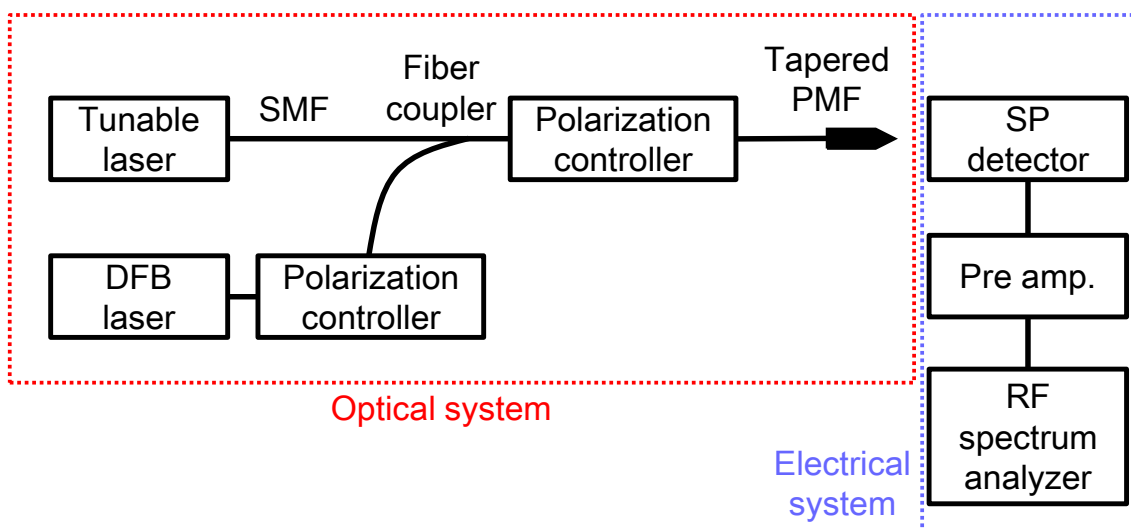 Tunable
laser
SMF
Fiber
coupler
Polarization
controller
Tapered
PMF
SP
detector
DFB
laser
Polarization
controller
Pre amp.
RF
spectrum
analyzer
Optical system
Electrical
system